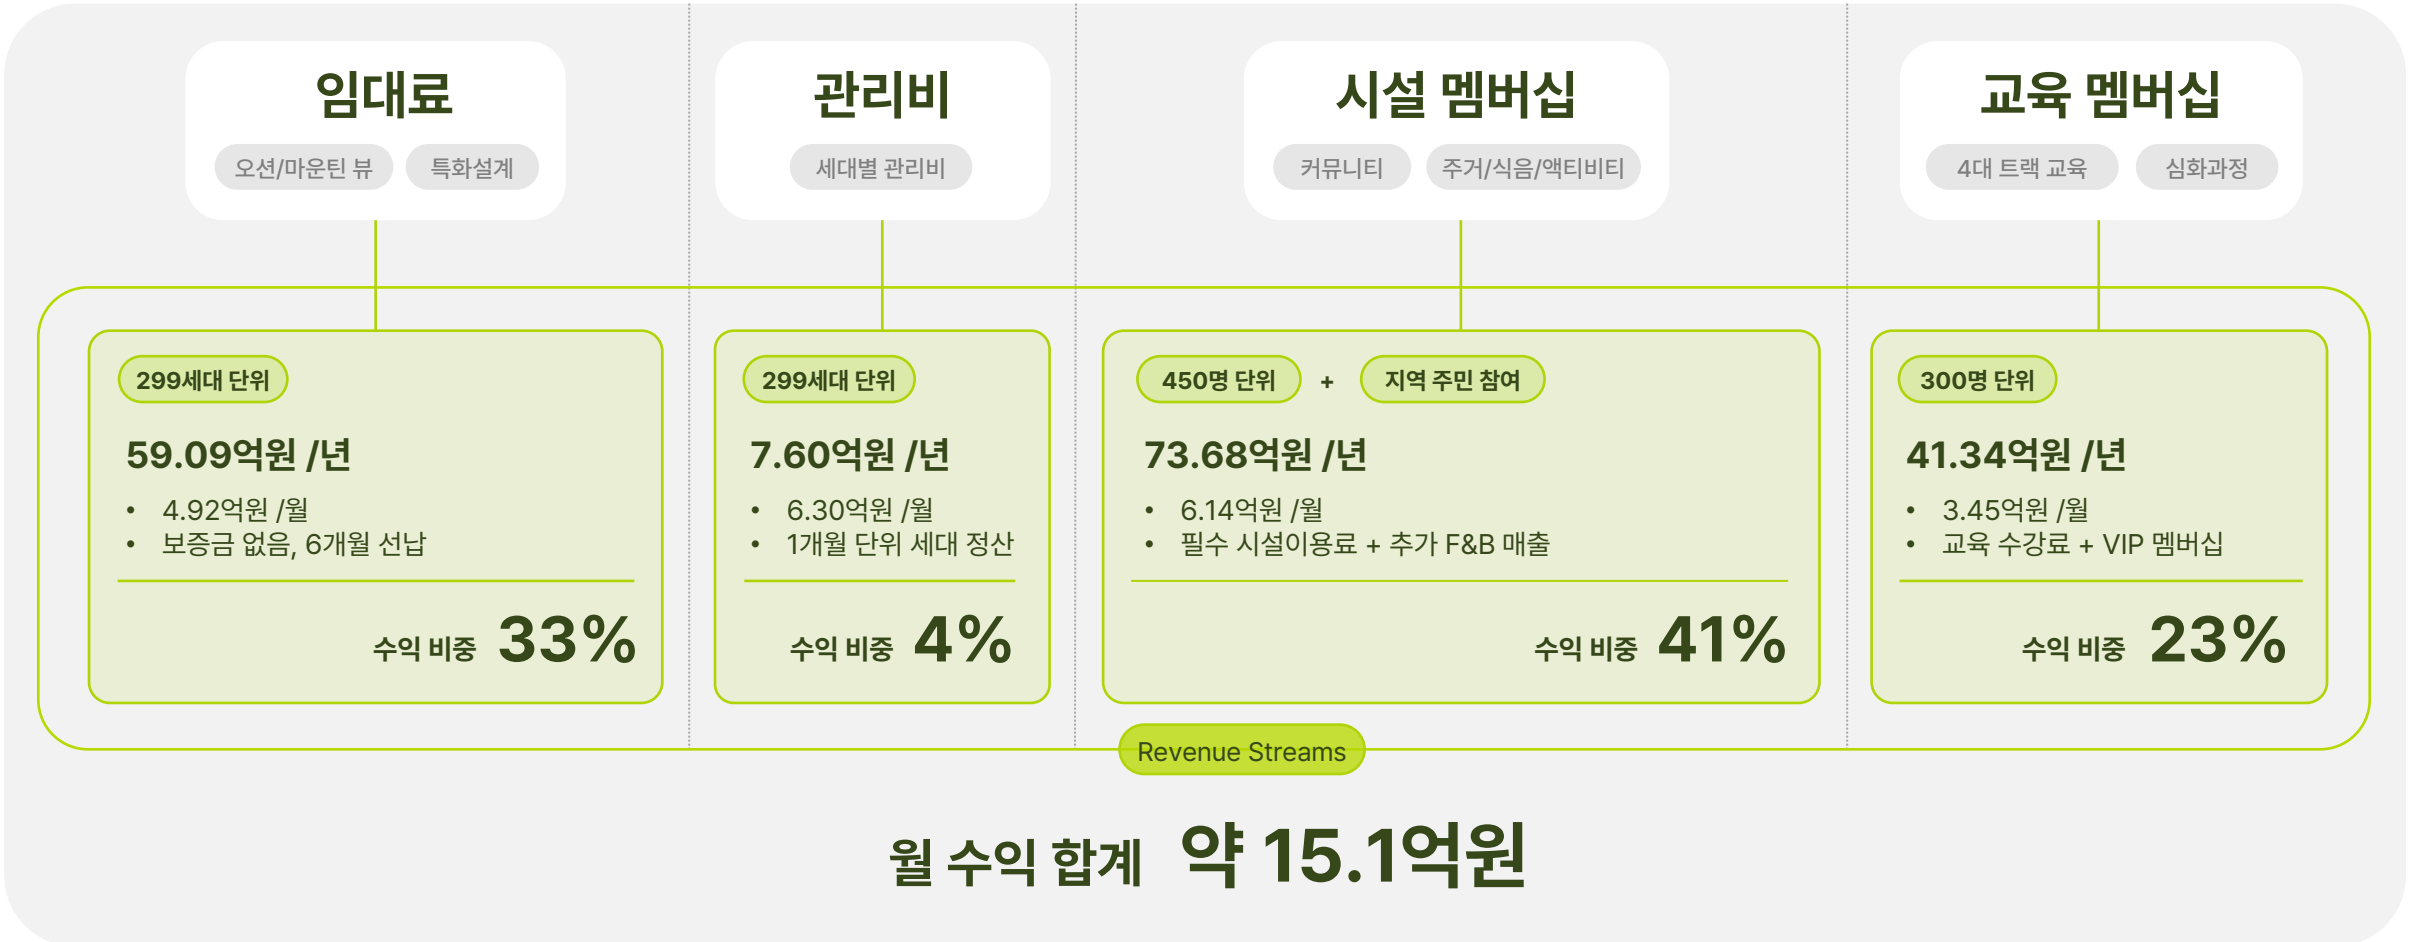 임대료
오션/마운틴 뷰
특화설계
299세대 단위
59.09억원 /년
• 4.92억원 /월
• 보증금 없음, 6개월 선납
수익 비중 33%
관리비
세대별 관리비
299세대 단위
7.60억원 /년
• 6.30억원 /월
• 1개월 단위 세대 정산
수익 비중 4%
시설 멤버십
커뮤니티
주거/식음/액티비티
450명 단위 + 지역 주민 참여
73.68억원 /년
• 6.14억원 /월
• 필수 시설이용료 + 추가 F&B 매출
수익 비중 41%
교육 멤버십
4대 트랙 교육
심화과정
300명 단위
41.34억원 /년
• 3.45억원 /월
• 교육 수강료 + VIP 멤버십
수익 비중 23%
Revenue Streams
월 수익 합계 약 15.1억원